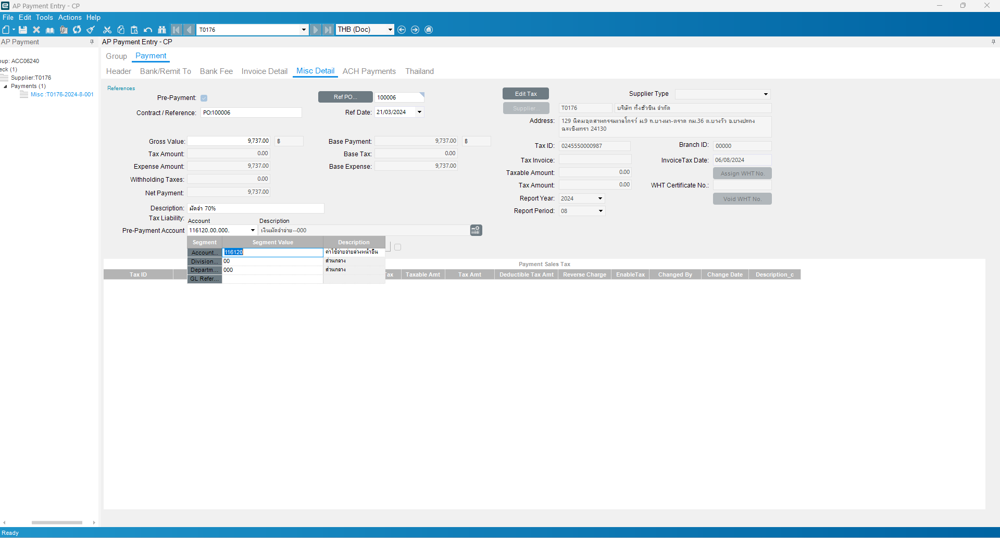 AP Payment Entry - CP
File Edit Tools Actions Help
T0176
THB (Doc)
AP Payment
AP Payment Entry - CP
oup: ACC06240
eck (1)
Supplier:T0176
Payments (1)
Misc :T0176-2024-8-001
Group Payment
Header Bank/Remit To Bank Fee Invoice Detail Misc Detail ACH Payments Thailand
References
Pre-Payment:
Ref PO... 100006
Contract / Reference: PO:100006
Ref Date: 21/03/2024
Gross Value: 9,737.00 ฿
Base Payment: 9,737.00 ฿
Tax Amount: 0.00
Base Tax: 0.00
Expense Amount: 9,737.00
Base Expense: 9,737.00
Withholding Taxes: 0.00
Net Payment: 9,737.00
Description: มัดจำ 70%
Tax Liability:
Account Description
Pre-Payment Account 116120.00.000. เงินมัดจำจ่าย--000
Segment Segment Value Description
Account... 116120 ค่าใช้จ่ายจ่ายล่วงหน้าอื่น
Division... 00 ส่วนกลาง
Departm... 000 ส่วนกลาง
GL Refer...
Edit Tax
Supplier Type
Supplier... T0176 บริษัท ทั่งฮั่วซิน จำกัด
Address: 129 นิคมอุตสาหกรรมเวลโกรว์ ม.9 ถ.บางนา-ตราด กม.36 ต.บางวัว อ.บางปะกง
ฉะเชิงเทรา 24130
Tax ID: 0245550000987
Branch ID: 00000
Tax Invoice:
InvoiceTax Date: 06/08/2024
Taxable Amount: 0.00
Assign WHT No.
Tax Amount: 0.00
WHT Certificate No.:
Report Year: 2024
Void WHT No.
Report Period: 08
Payment Sales Tax
Tax ID ax Taxable Amt Tax Amt Deductible Tax Amt Reverse Charge EnableTax Changed By Change Date Description_c
Ready